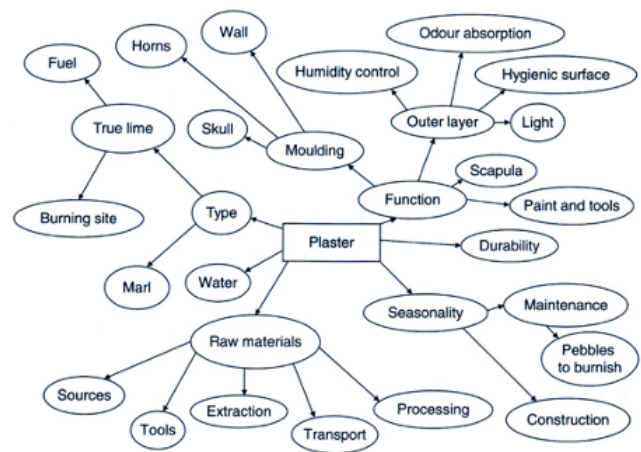 Wall
Odour absorption
Horns
Fuel
Humidity control
Hygienic surface
True lime
Skull
Outer layer
Light
Moulding
Scapula
Function
Burning site
Type
Paint and tools
Plaster
Durability
Marl
Water
Seasonality
Maintenance
Raw materials
Pebbles
to burnish
Sources
Extraction
Processing
Construction
Tools
Transport